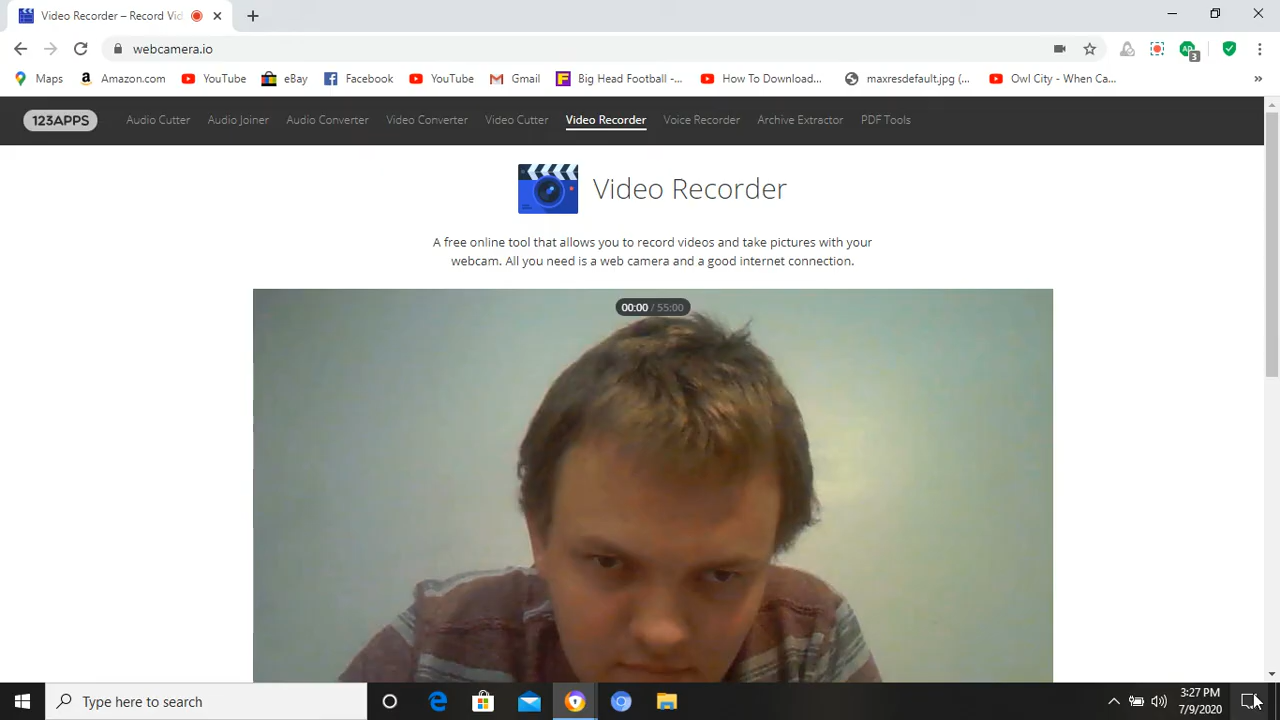 Video Recorder – Record Vid
webcamera.io
3
Maps
Amazon.com
YouTube
eBay
Facebook
YouTube
Gmail
Big Head Football -...
How To Download...
maxresdefault.jpg (...
Owl City - When Ca...
»
123APPS
Audio Cutter
Audio Joiner
Audio Converter
Video Converter
Video Cutter
Video Recorder
Voice Recorder
Archive Extractor
PDF Tools
Video Recorder
A free online tool that allows you to record videos and take pictures with your
webcam. All you need is a web camera and a good internet connection.
00:00 / 55:00
Type here to search
3:27 PM
7/9/2020